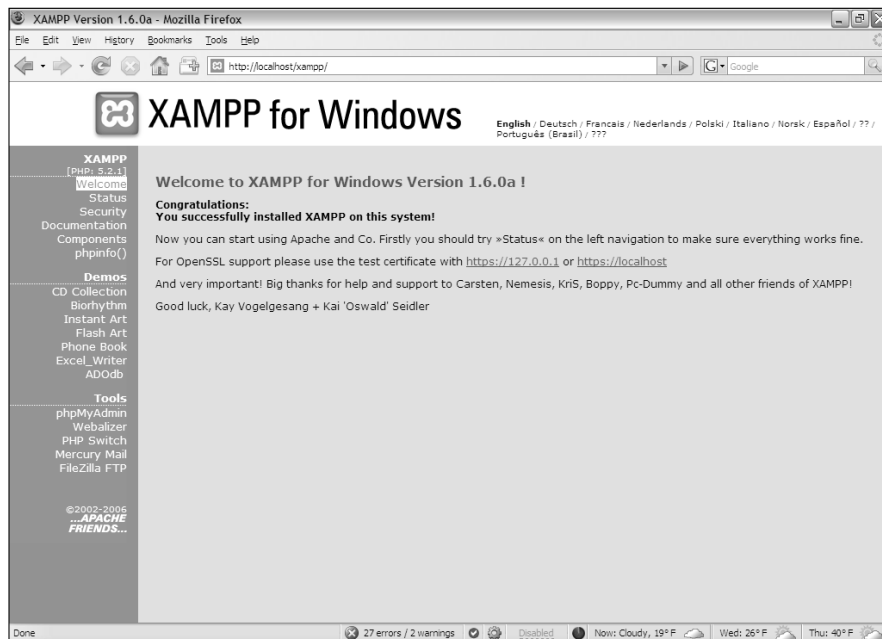 XAMPP Version 1.6.0a - Mozilla Firefox
File Edit View History Bookmarks Tools Help
http://localhost/xampp/
G Google
XAMPP for Windows
English / Deutsch / Francais / Nederlands / Polski / Italiano / Norsk / Español / ?? /
Português (Brasil) / ???
XAMPP
[PHP: 5.2.1]
Welcome
Status
Security
Documentation
Components
phpinfo()
Demos
CD Collection
Biorhythm
Instant Art
Flash Art
Phone Book
Excel_Writer
ADOdb
Tools
phpMyAdmin
Webalizer
PHP Switch
Mercury Mail
FileZilla FTP
©2002-2006
...APACHE
FRIENDS...
Welcome to XAMPP for Windows Version 1.6.0a !
Congratulations:
You successfully installed XAMPP on this system!
Now you can start using Apache and Co. Firstly you should try »Status« on the left navigation to make sure everything works fine.
For OpenSSL support please use the test certificate with https://127.0.0.1 or https://localhost
And very important! Big thanks for help and support to Carsten, Nemesis, KriS, Boppy, Pc-Dummy and all other friends of XAMPP!
Good luck, Kay Vogelgesang + Kai 'Oswald' Seidler
Done 27 errors / 2 warnings Disabled Now: Cloudy, 19° F Wed: 26° F Thu: 40° F